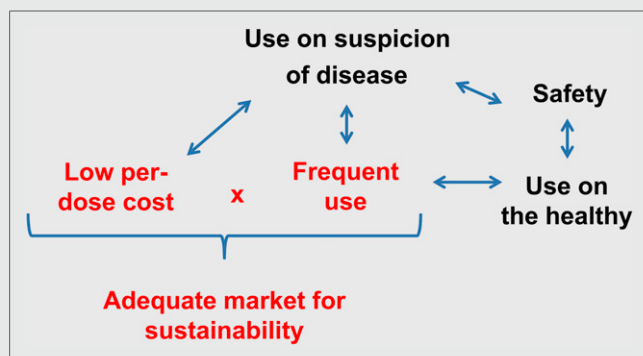 Use on suspicion
of disease
Safety
Low per-
dose cost
x
Frequent
use
Use on
the healthy
Adequate market for
sustainability